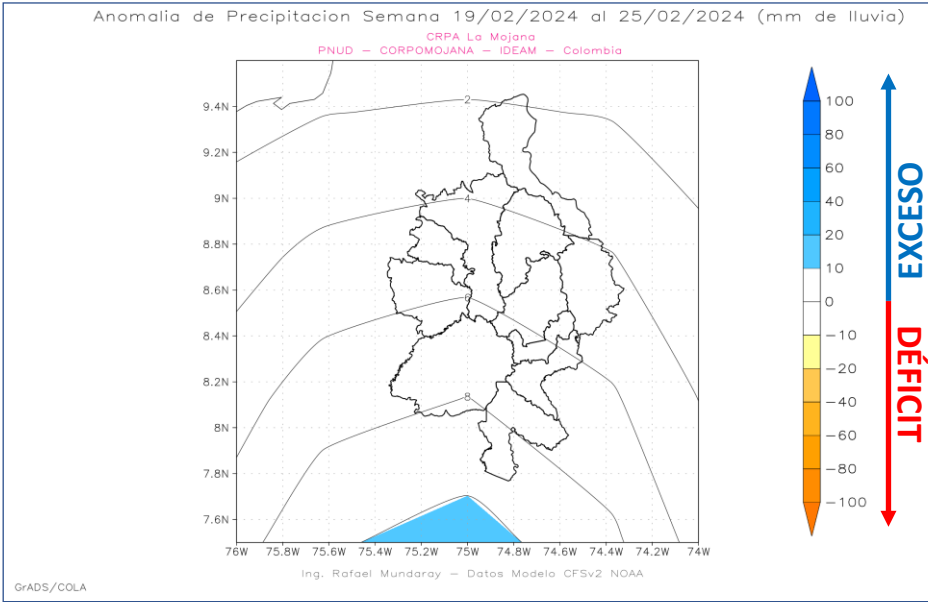 Anomalia de Precipitacion Semana 19/02/2024 al 25/02/2024 (mm de lluvia)
CRPA La Mojana
PNUD – CORPOMOJANA – IDEAM – Colombia
9.4N
9.2N
9N
8.8N
8.6N
8.4N
8.2N
8N
7.8N
7.6N
2
4
6
8
76W 75.8W 75.6W 75.4W 75.2W 75W 74.8W 74.6W 74.4W 74.2W 74W
100
80
60
40
20
10
0
−10
−20
−40
−60
−80
−100
EXCESO
DÉFICIT
Ing. Rafael Mundaray – Datos Modelo CFSv2 NOAA
GrADS/COLA